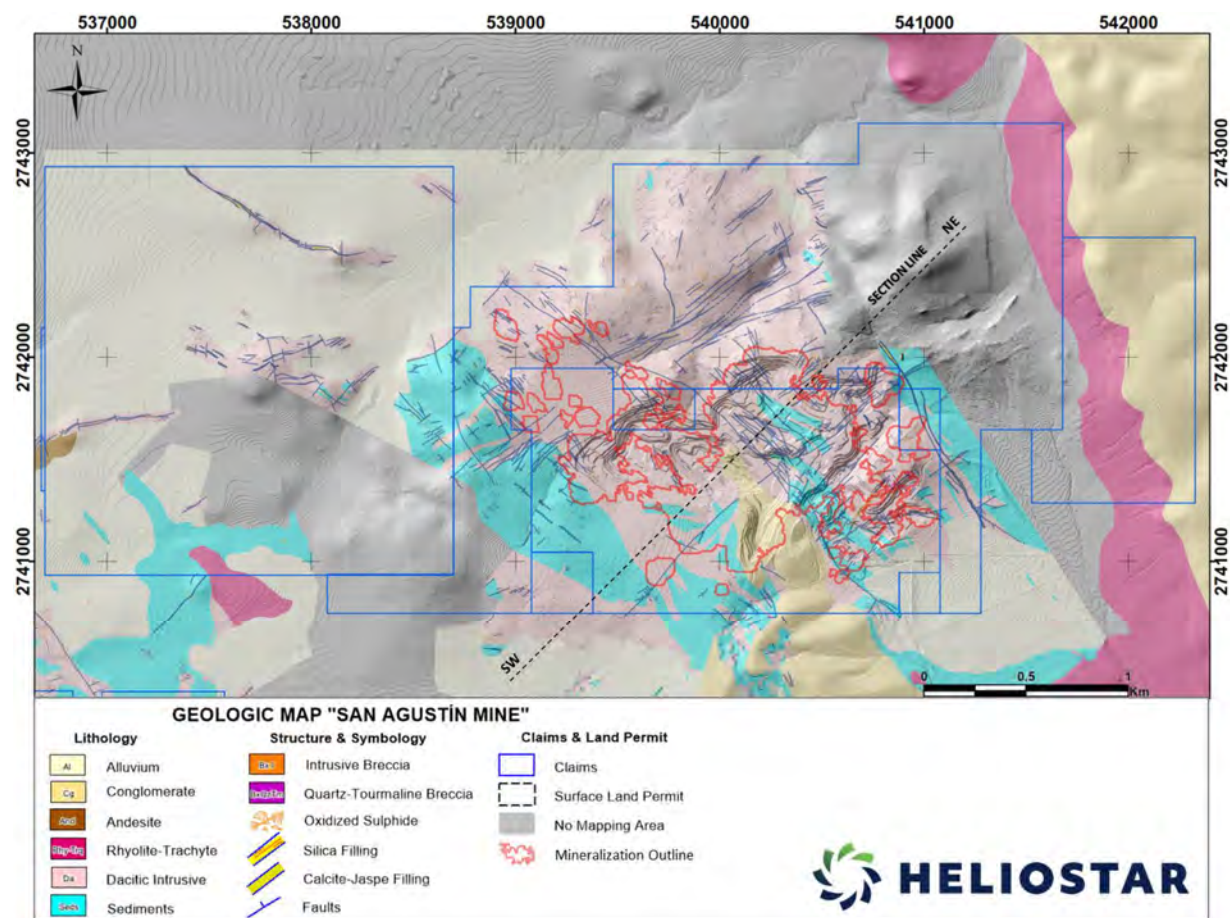 537000 538000 539000 540000 541000 542000
N
2743000 2743000
NE
SECTION LINE
2742000 2742000
2741000 2741000
SW
0 0.5 1
Km
GEOLOGIC MAP "SAN AGUSTÍN MINE"
Lithology
Al Alluvium
Cg Conglomerate
And Andesite
Rhy-Trq Rhyolite-Trachyte
Da Dacitic Intrusive
Seds Sediments
Structure & Symbology
Intrusive Breccia
Quartz-Tourmaline Breccia
Oxidized Sulphide
Silica Filling
Calcite-Jaspe Filling
Faults
Claims & Land Permit
Claims
Surface Land Permit
No Mapping Area
Mineralization Outline
HELIOSTAR